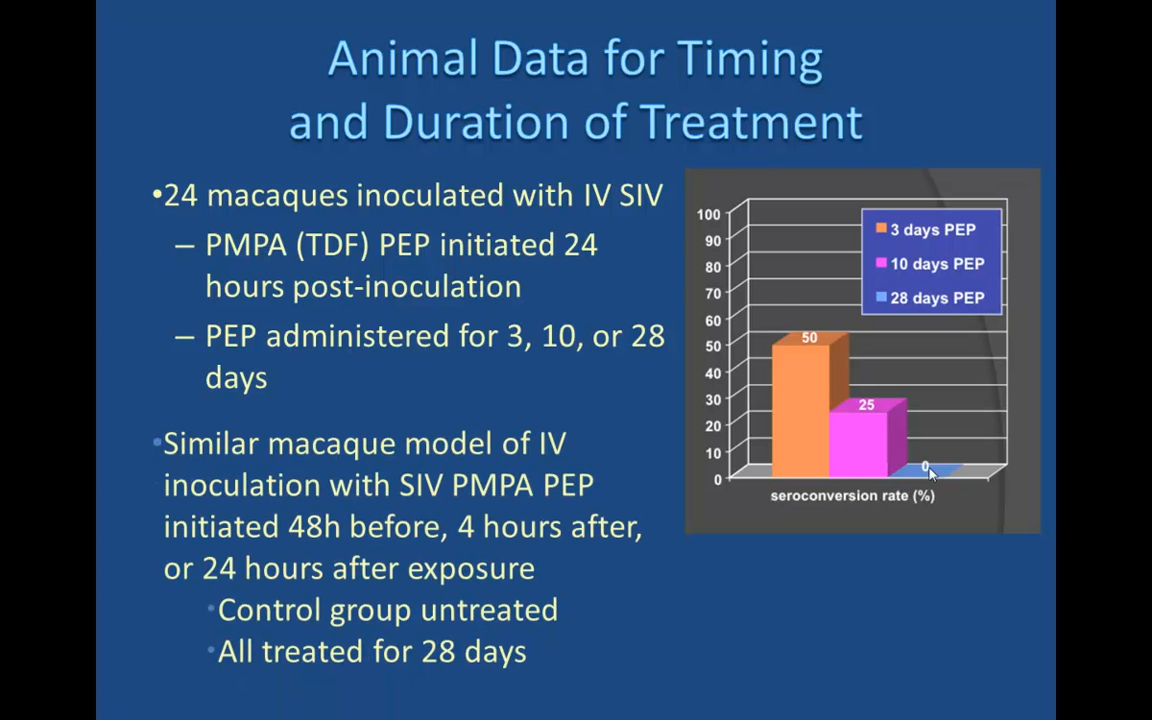 Animal Data for Timing
and Duration of Treatment
•24 macaques inoculated with IV SIV
– PMPA (TDF) PEP initiated 24
hours post-inoculation
– PEP administered for 3, 10, or 28
days
•Similar macaque model of IV
inoculation with SIV PMPA PEP
initiated 48h before, 4 hours after,
or 24 hours after exposure
•Control group untreated
•All treated for 28 days
100
90
80
70
60
50
40
30
20
10
0
3 days PEP
10 days PEP
28 days PEP
50
25
0
seroconversion rate (%)